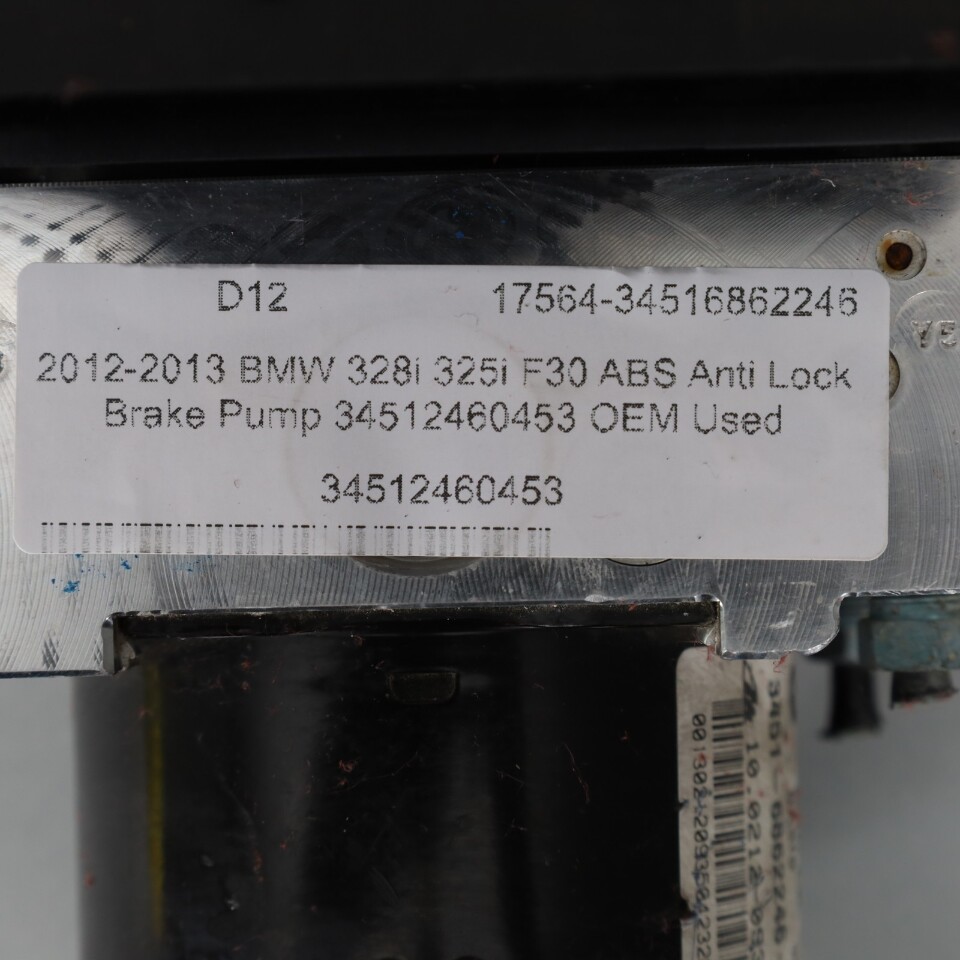 D12 17564-34516862246
2012-2013 BMW 328i 325i F30 ABS Anti Lock
Brake Pump 34512460453 OEM Used
34512460453